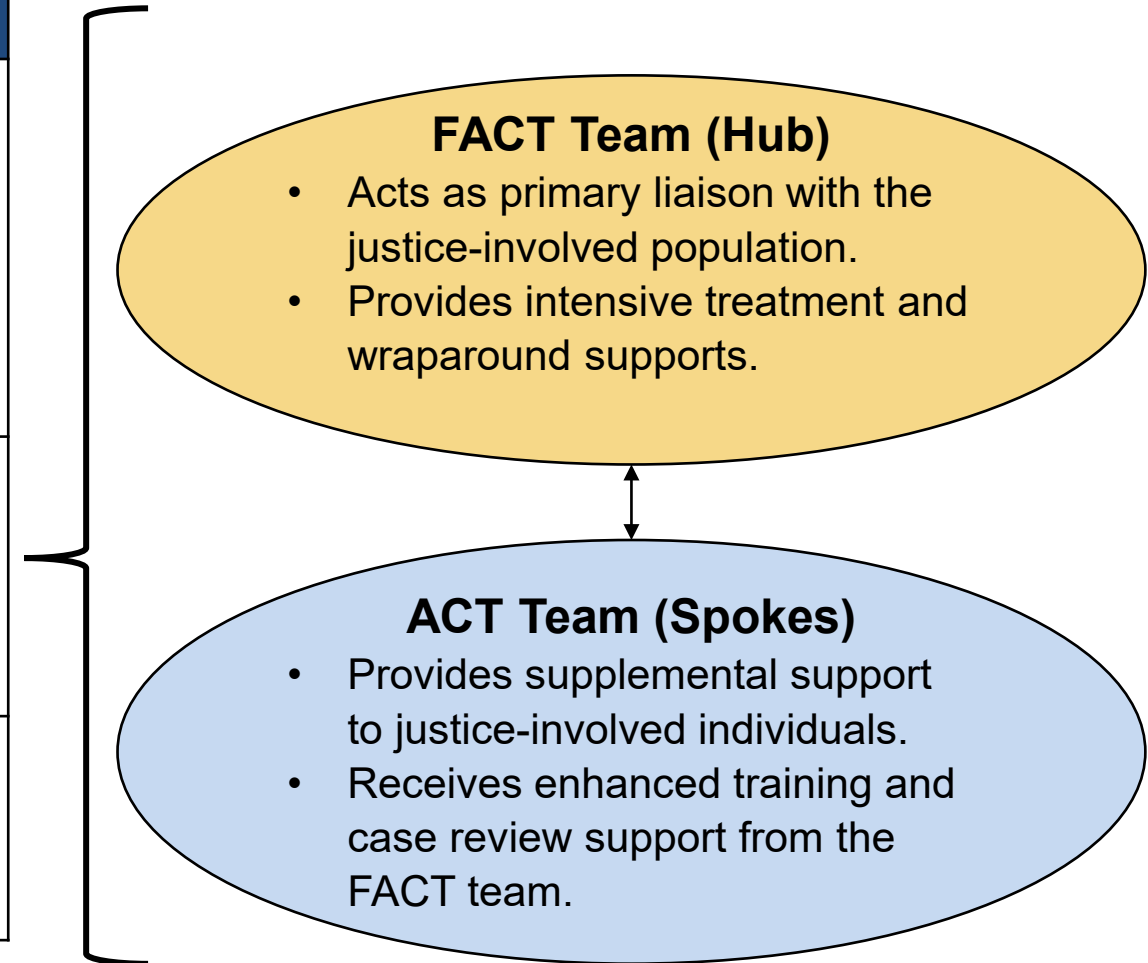 FACT Team (Hub)
• Acts as primary liaison with the
justice-involved population.
• Provides intensive treatment and
wraparound supports.
ACT Team (Spokes)
• Provides supplemental support
to justice-involved individuals.
• Receives enhanced training and
case review support from the
FACT team.